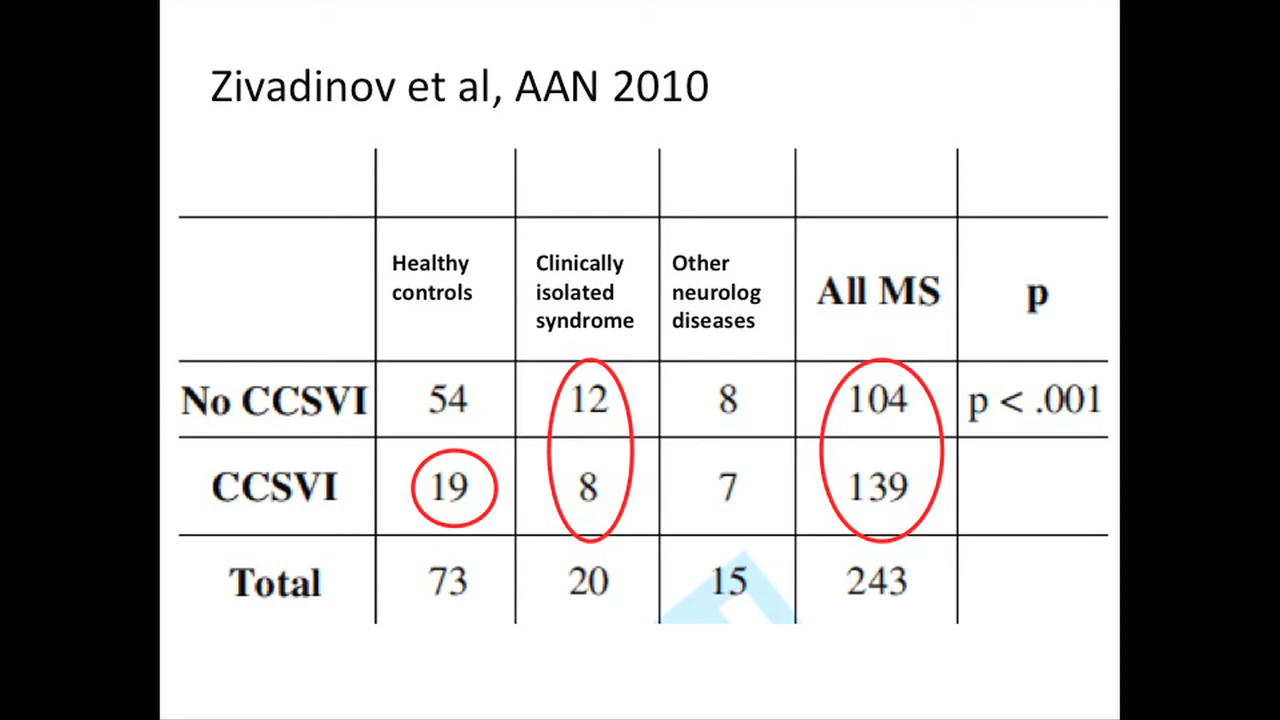 Zivadinov et al, AAN 2010
Healthy controls Clinically isolated syndrome Other neurolog diseases All MS p
No CCSVI 54 12 8 104 p < .001
CCSVI 19 8 7 139
Total 73 20 15 243